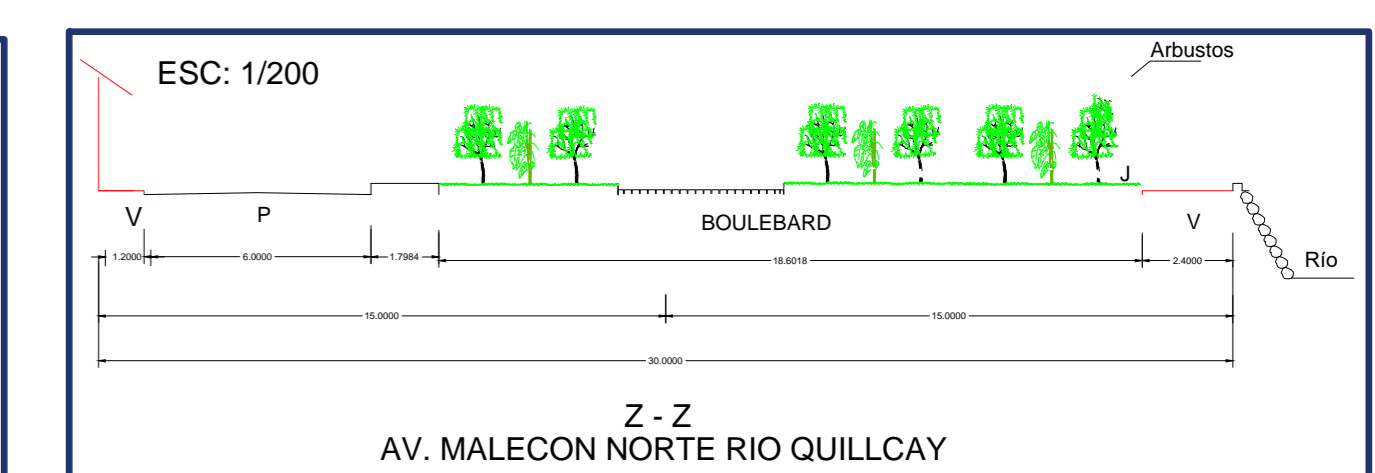 Arbustos
ESC: 1/200
J
V
P
BOULEBARD
V
Río
1.2000
6.0000
1.7984
18.6018
2.4000
15.0000
15.0000
30.0000
Z - Z
AV. MALECON NORTE RIO QUILLCAY